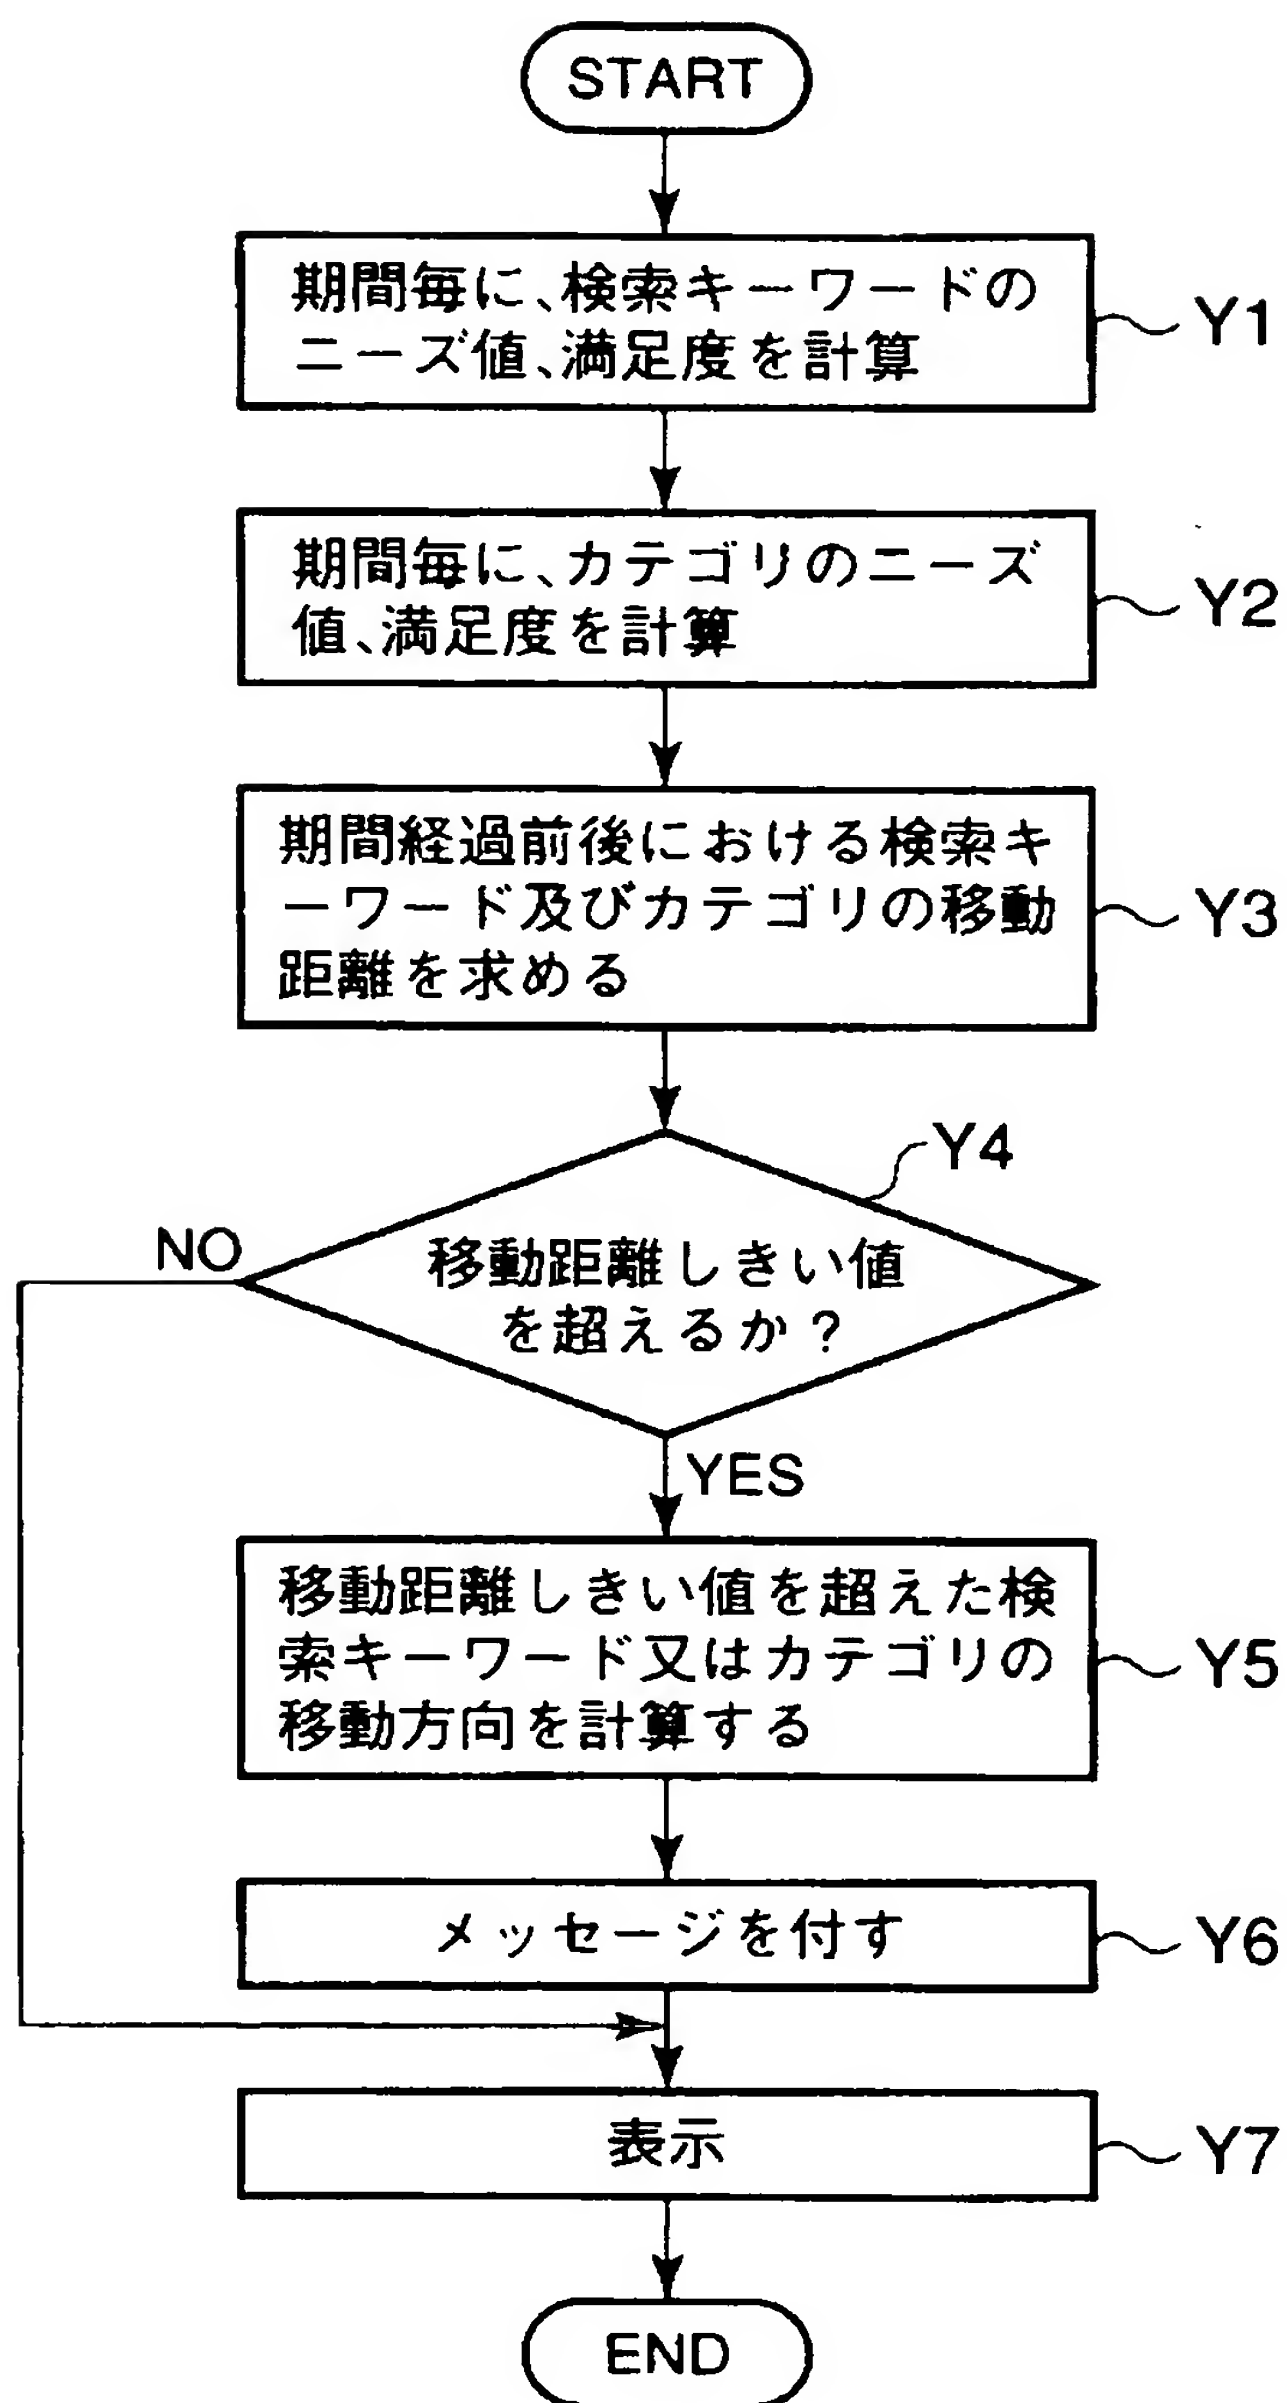 START
期間毎に、検索キーワードの
ニーズ値、満足度を計算
Y1
期間毎に、カテゴリのニーズ
値、満足度を計算
Y2
期間経過前後における検索キ
ーワード及びカテゴリの移動
距離を求める
Y3
Y4
NO
移動距離しきい値
を超えるか?
YES
移動距離しきい値を超えた検
索キーワード又はカテゴリの
移動方向を計算する
Y5
メッセージを付す
Y6
表示
Y7
END